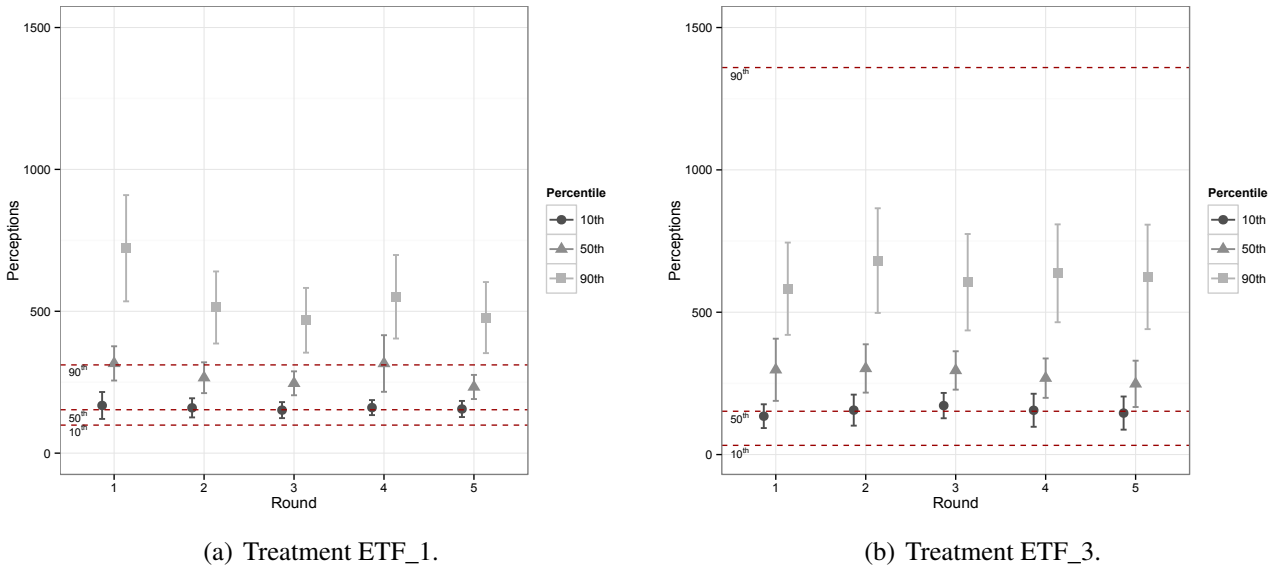 1500
1000
500
0
Perceptions
90th
50th
10th
1
2
3
4
5
Round
Percentile
10th
50th
90th
(a) Treatment ETF_1.
1500
1000
500
0
Perceptions
90th
50th
10th
1
2
3
4
5
Round
Percentile
10th
50th
90th
(b) Treatment ETF_3.